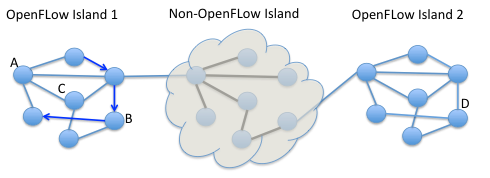 OpenFLow Island 1
Non-OpenFLow Island
OpenFLow Island 2
A
C
B
D